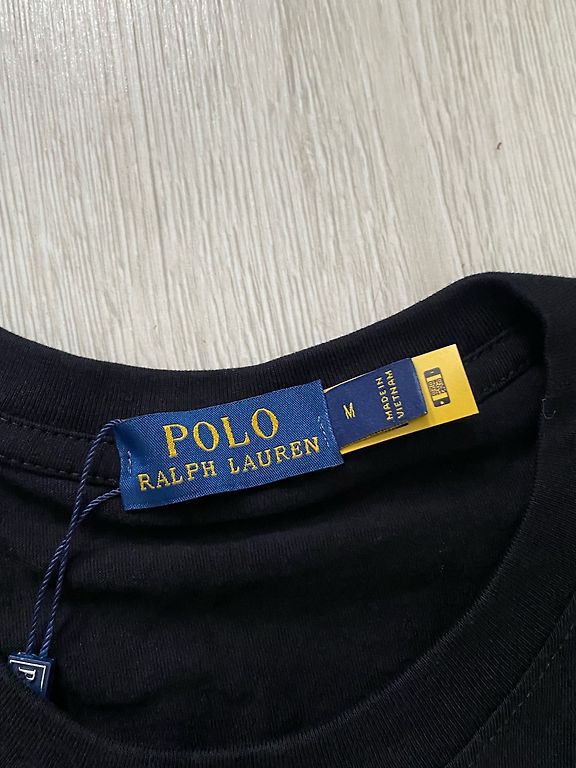 POLO
RALPH LAUREN
M
MADE IN
VIETNAM
P